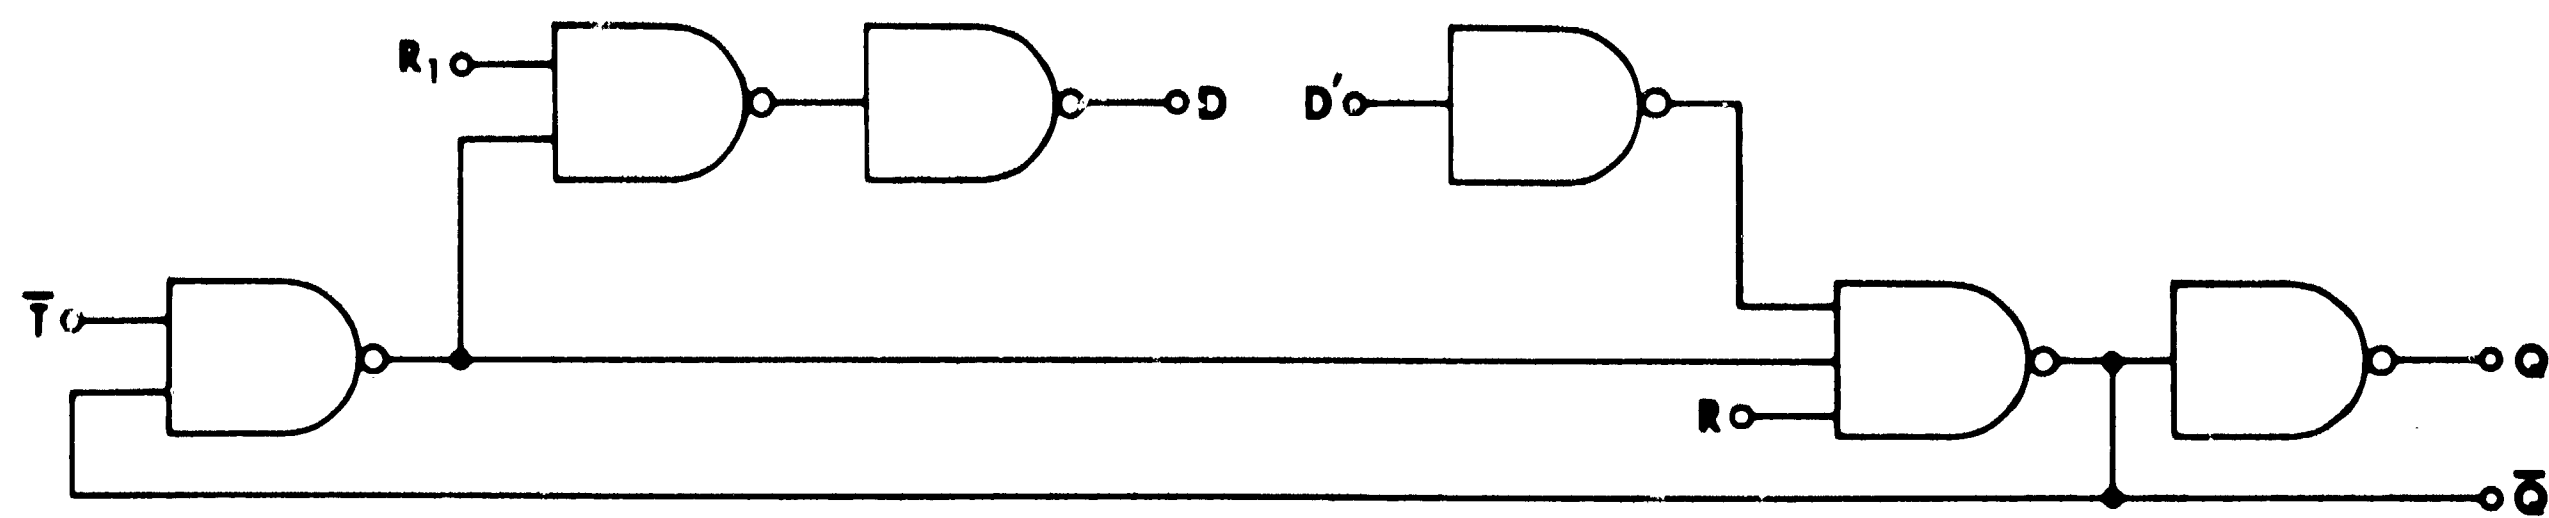 R₁
D
D′
T̅
R
Q
Q̅